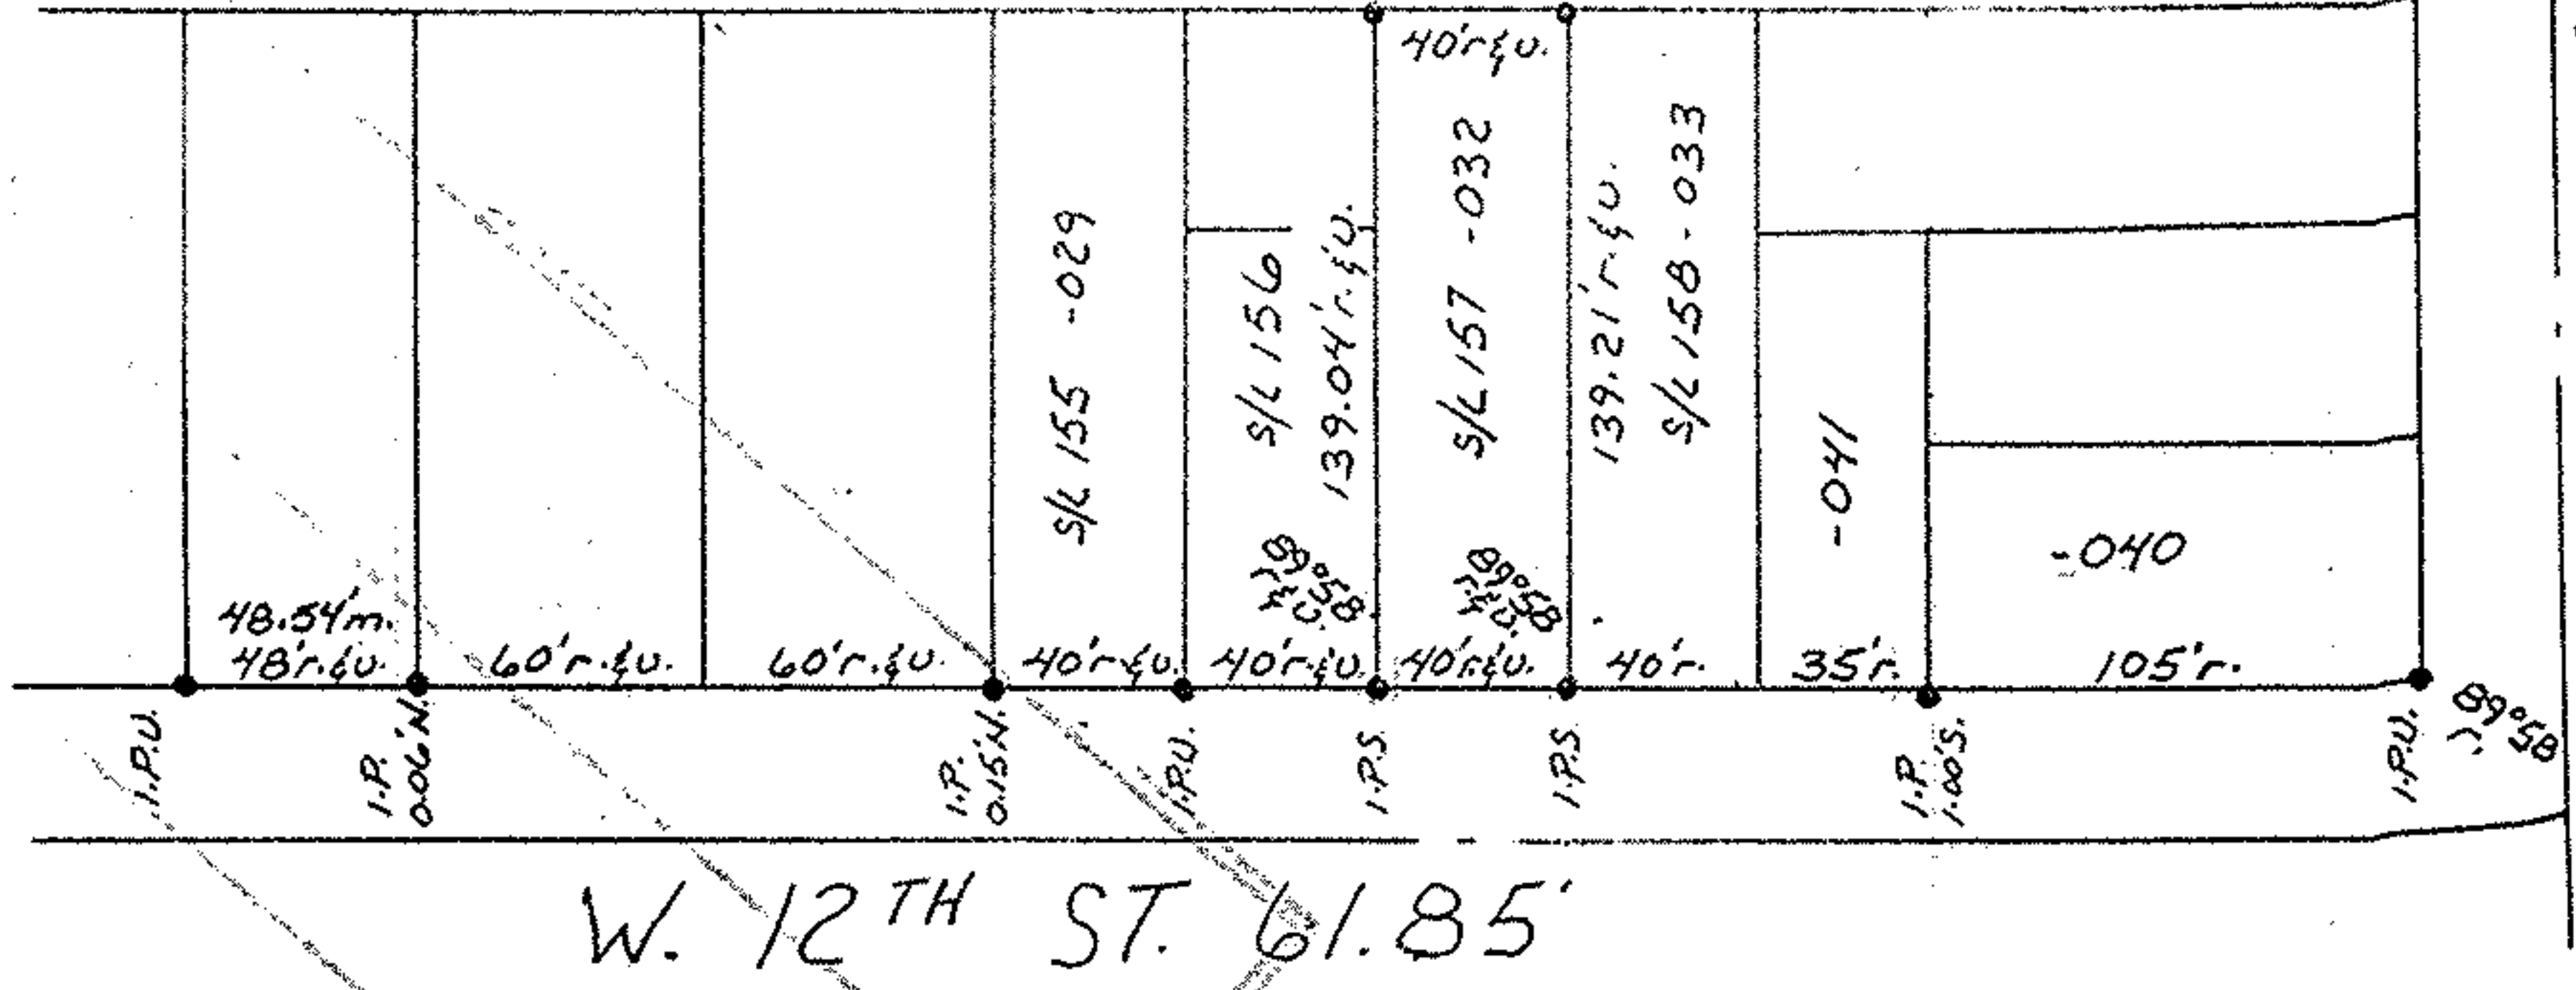 40'r&u.
S/L 155 -029
S/L 156
139.04'r.&u.
S/L 157 -032
139.21'r.&u.
S/L 158-033
-041
-040
89°58
r&u.
89°58
r.&u.
48.54'm.
48'r.&u.
60'r.&u.
60'r.&u.
40'r.&u.
40'r.&u.
40'r.&u.
40'r.
35'r.
105'r.
89°58
r.
I.P.U.
I.P.
0.06'N.
I.P.
0.15'N.
I.P.U.
I.P.S.
I.P.S.
I.P.
1.00'S.
I.P.U.
W. 12TH ST. 61.85'